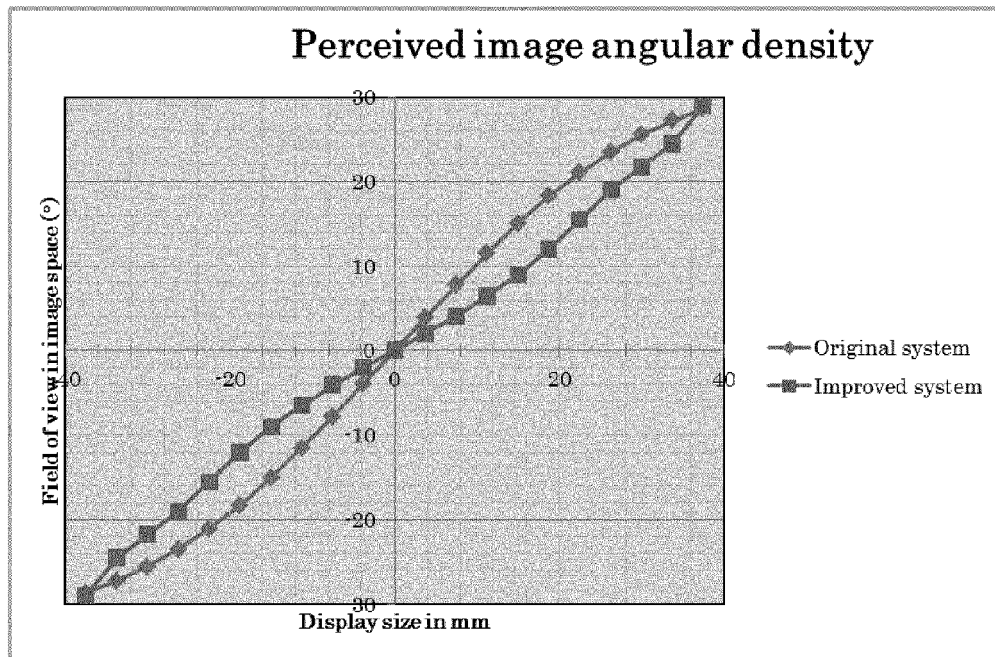 Perceived image angular density
Field of view in image space (°)
30
20
10
0
-40 -20 0 20 40
-10
-20
-30
Display size in mm
Original system
Improved system